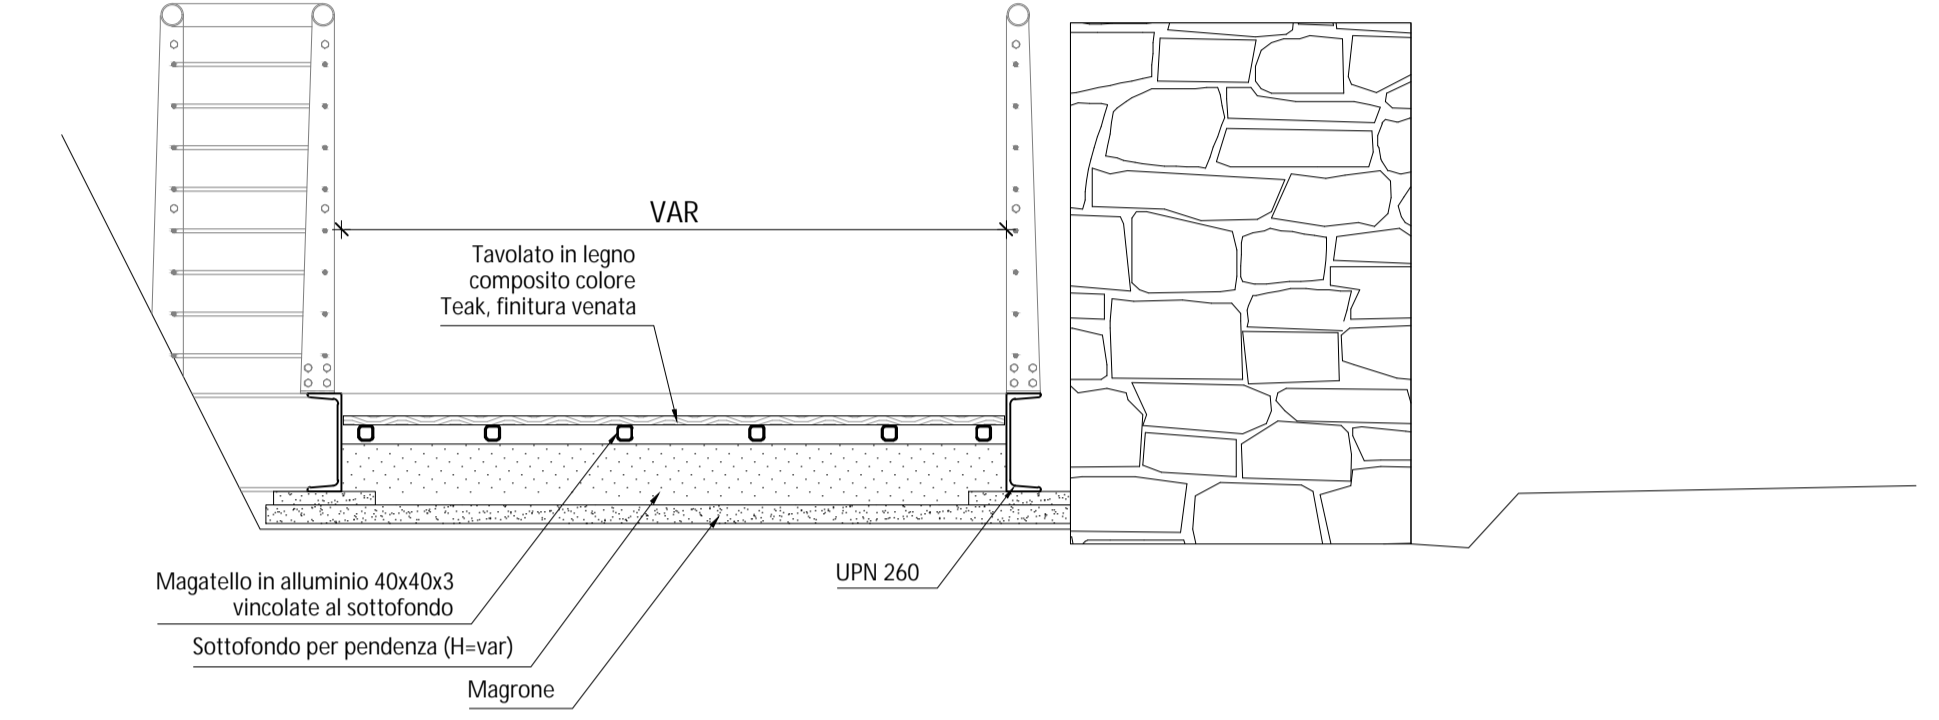 VAR
Tavolato in legno
composito colore
Teak, finitura venata
Magatello in alluminio 40x40x3
vincolate al sottofondo
UPN 260
Sottofondo per pendenza (H=var)
Magrone